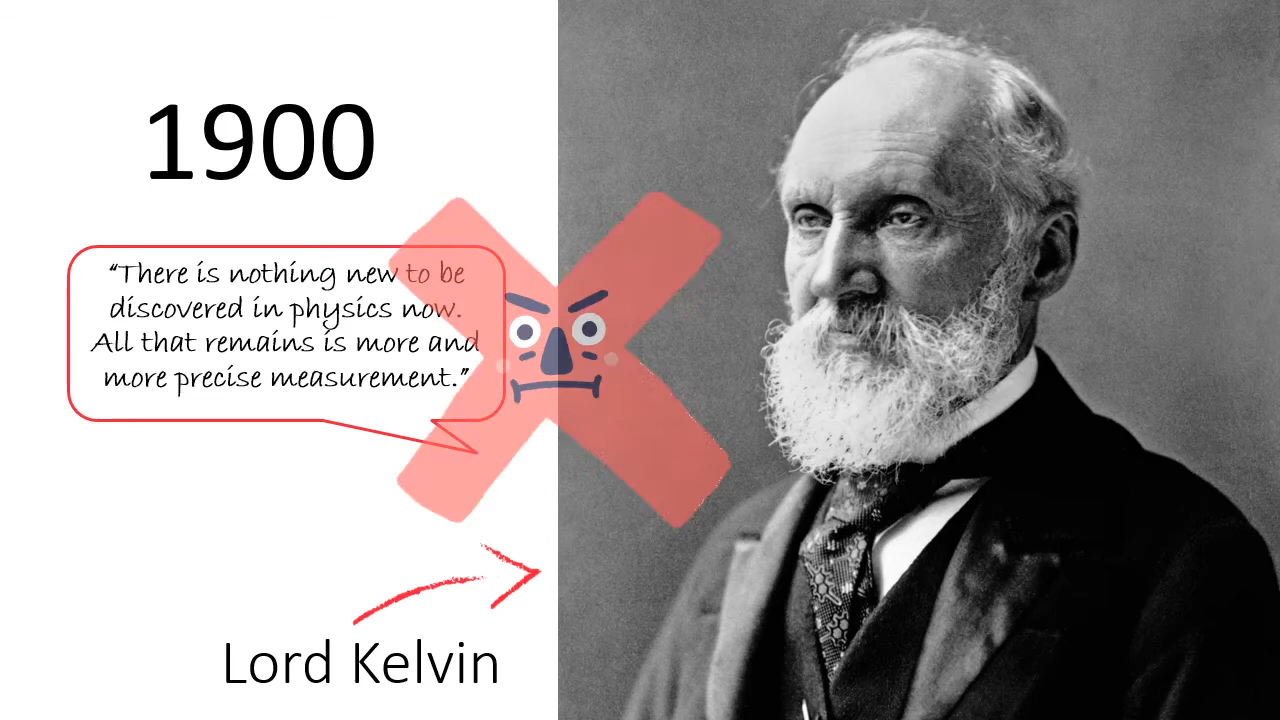 1900
“There is nothing new to be
discovered in physics now.
All that remains is more and
more precise measurement.”
Lord Kelvin